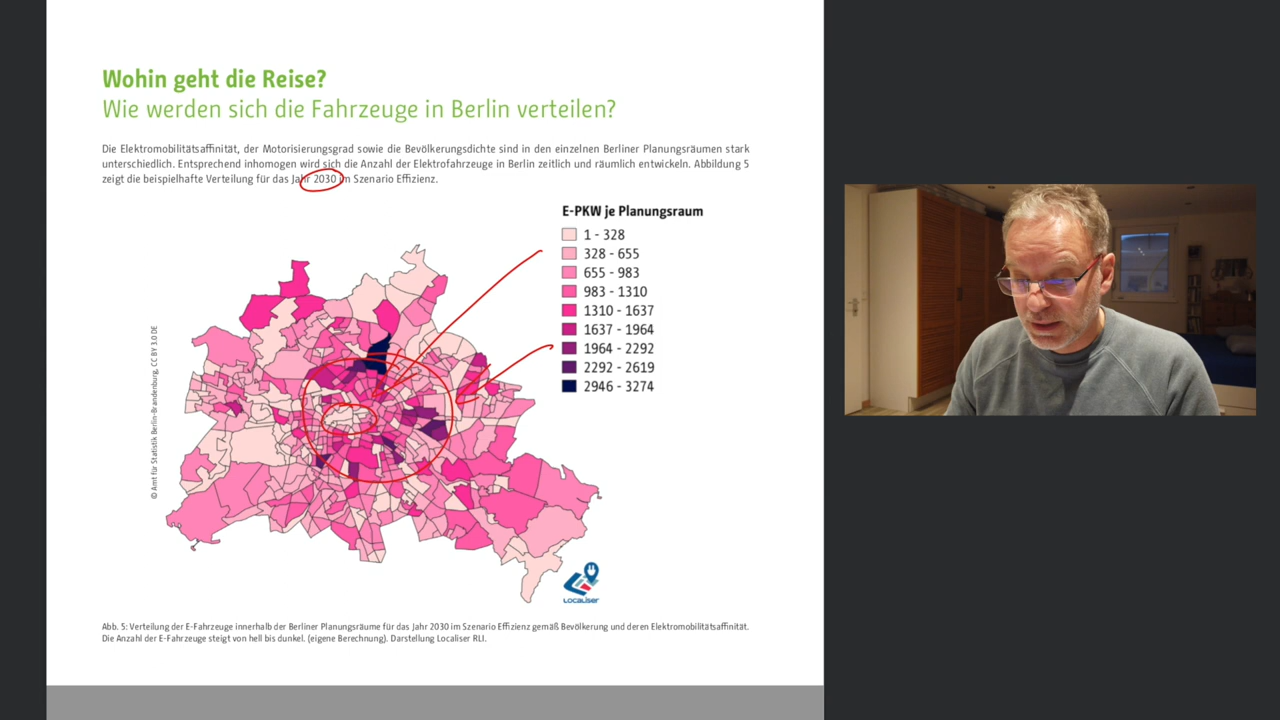 Wohin geht die Reise?
Wie werden sich die Fahrzeuge in Berlin verteilen?
Die Elektromobilitätsaffinität, der Motorisierungsgrad sowie die Bevölkerungsdichte sind in den einzelnen Berliner Planungsräumen stark
unterschiedlich. Entsprechend inhomogen wird sich die Anzahl der Elektrofahrzeuge in Berlin zeitlich und räumlich entwickeln. Abbildung 5
zeigt die beispielhafte Verteilung für das Jahr 2030 im Szenario Effizienz.
E-PKW je Planungsraum
1 - 328
328 - 655
655 - 983
983 - 1310
1310 - 1637
1637 - 1964
1964 - 2292
2292 - 2619
2946 - 3274
© Amt für Statistik Berlin-Brandenburg, CC BY 3.0 DE
LOCALISER
Abb. 5: Verteilung der E-Fahrzeuge innerhalb der Berliner Planungsräume für das Jahr 2030 im Szenario Effizienz gemäß Bevölkerung und deren Elektromobilitätsaffinität.
Die Anzahl der E-Fahrzeuge steigt von hell bis dunkel. (eigene Berechnung). Darstellung Localiser RLI.